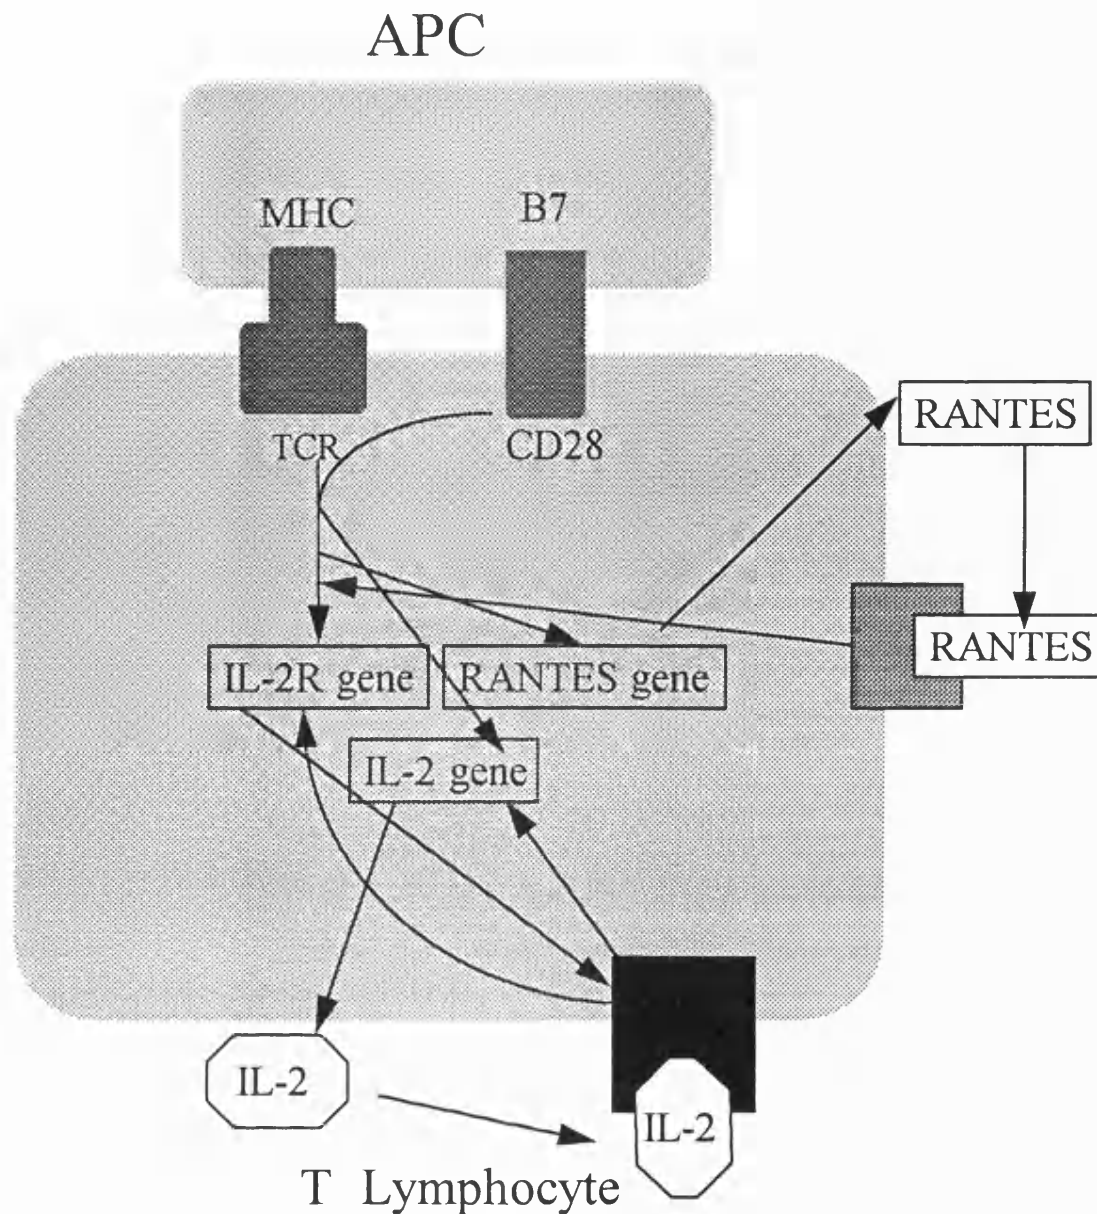 APC
MHC
B7
TCR
CD28
RANTES
RANTES
IL-2R gene
RANTES gene
IL-2 gene
IL-2
IL-2
T Lymphocyte